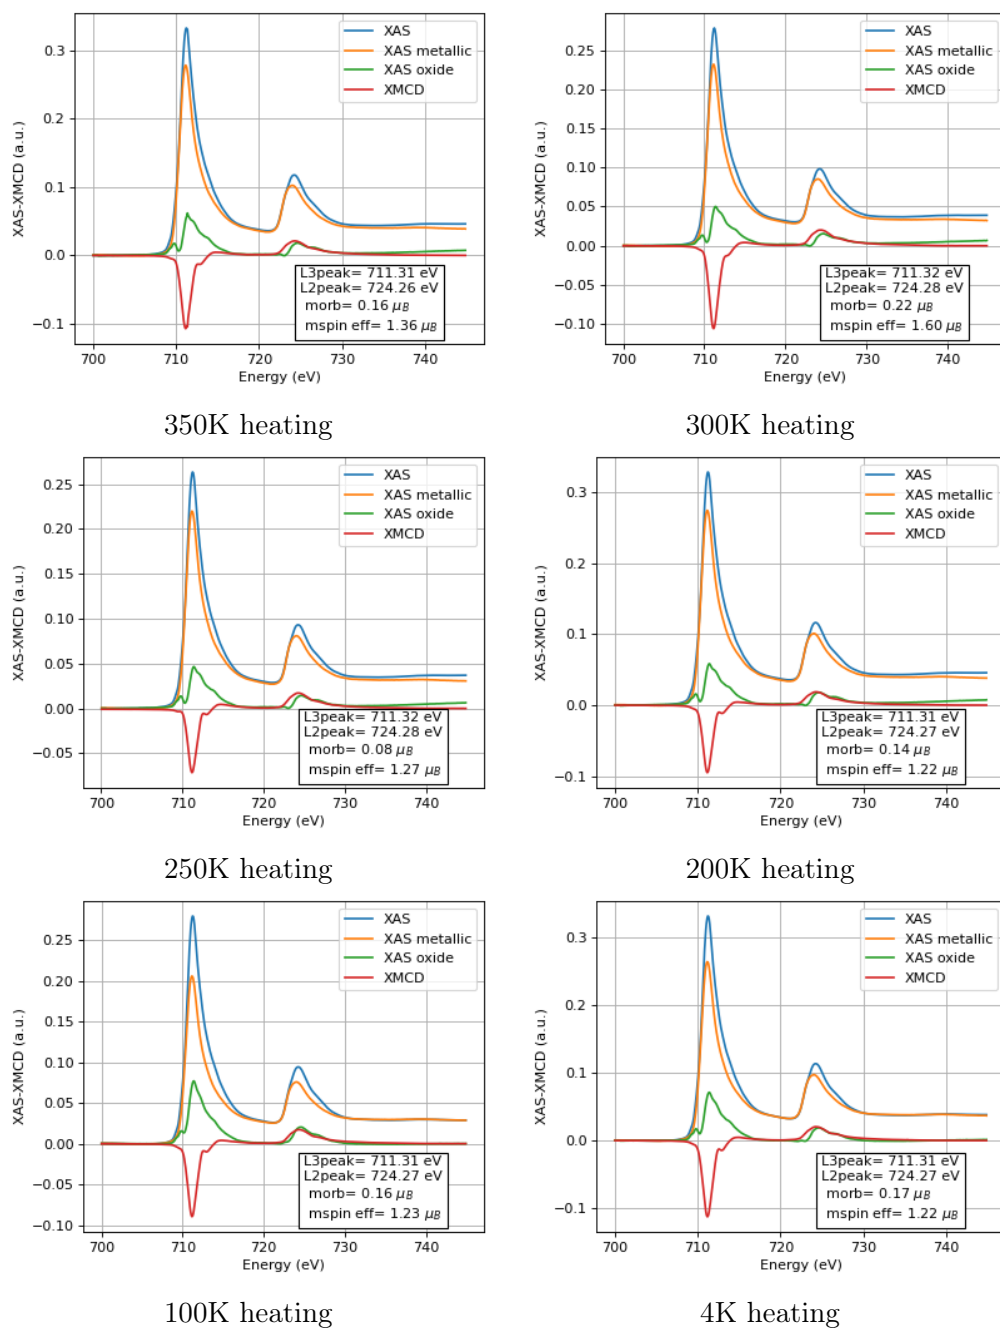 XAS
XAS metallic
XAS oxide
XMCD
0.3
0.2
0.1
0.0
−0.1
XAS-XMCD (a.u.)
L3peak= 711.31 eV
L2peak= 724.26 eV
morb= 0.16 μB
mspin eff= 1.36 μB
700 710 720 730 740
Energy (eV)
350K heating
XAS
XAS metallic
XAS oxide
XMCD
0.25
0.20
0.15
0.10
0.05
0.00
−0.05
−0.10
XAS-XMCD (a.u.)
L3peak= 711.32 eV
L2peak= 724.28 eV
morb= 0.22 μB
mspin eff= 1.60 μB
700 710 720 730 740
Energy (eV)
300K heating
XAS
XAS metallic
XAS oxide
XMCD
0.25
0.20
0.15
0.10
0.05
0.00
−0.05
XAS-XMCD (a.u.)
L3peak= 711.32 eV
L2peak= 724.28 eV
morb= 0.08 μB
mspin eff= 1.27 μB
700 710 720 730 740
Energy (eV)
250K heating
XAS
XAS metallic
XAS oxide
XMCD
0.3
0.2
0.1
0.0
−0.1
XAS-XMCD (a.u.)
L3peak= 711.31 eV
L2peak= 724.27 eV
morb= 0.14 μB
mspin eff= 1.22 μB
700 710 720 730 740
Energy (eV)
200K heating
XAS
XAS metallic
XAS oxide
XMCD
0.25
0.20
0.15
0.10
0.05
0.00
−0.05
−0.10
XAS-XMCD (a.u.)
L3peak= 711.31 eV
L2peak= 724.27 eV
morb= 0.16 μB
mspin eff= 1.23 μB
700 710 720 730 740
Energy (eV)
100K heating
XAS
XAS metallic
XAS oxide
XMCD
0.3
0.2
0.1
0.0
−0.1
XAS-XMCD (a.u.)
L3peak= 711.31 eV
L2peak= 724.27 eV
morb= 0.17 μB
mspin eff= 1.22 μB
700 710 720 730 740
Energy (eV)
4K heating